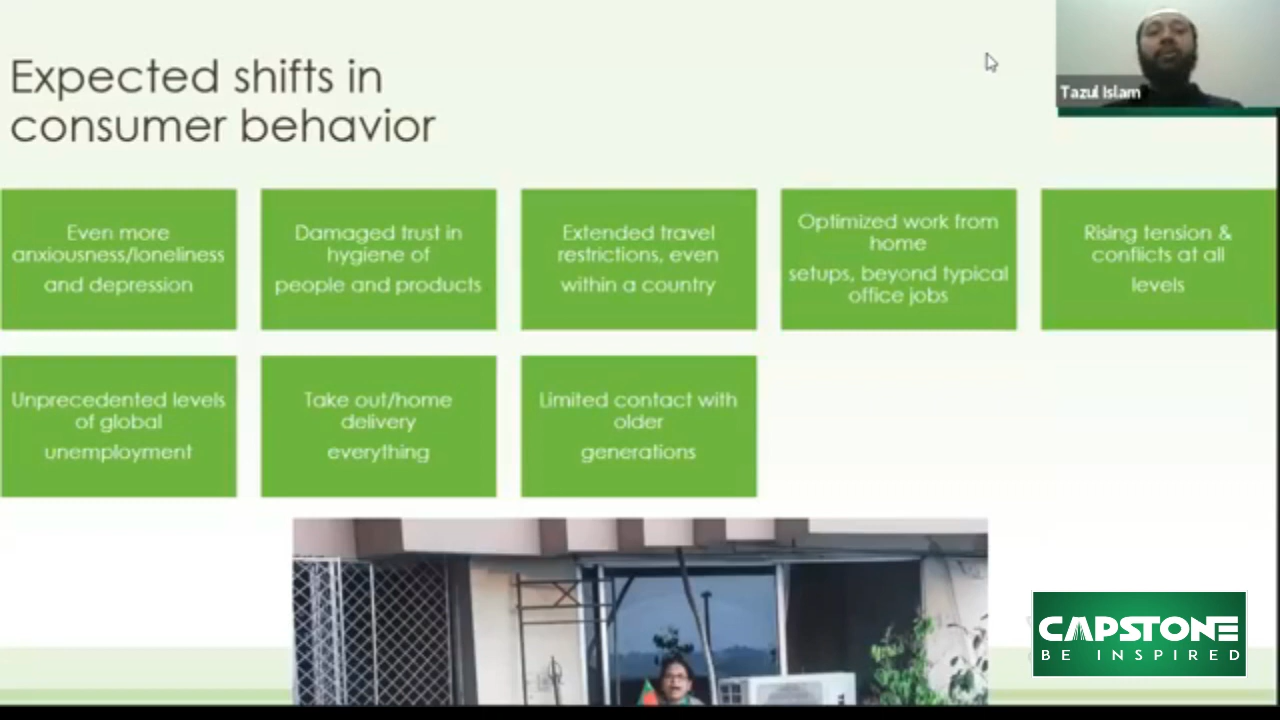 Expected shifts in
consumer behavior
Tazul Islam
Even more
anxiousness/loneliness
and depression
Damaged trust in
hygiene of
people and products
Extended travel
restrictions, even
within a country
Optimized work from
home
setups, beyond typical
office jobs
Rising tension &
conflicts at all
levels
Unprecedented levels
of global
unemployment
Take out/home
delivery
everything
Limited contact with
older
generations
CAPSTONE
BE INSPIRED